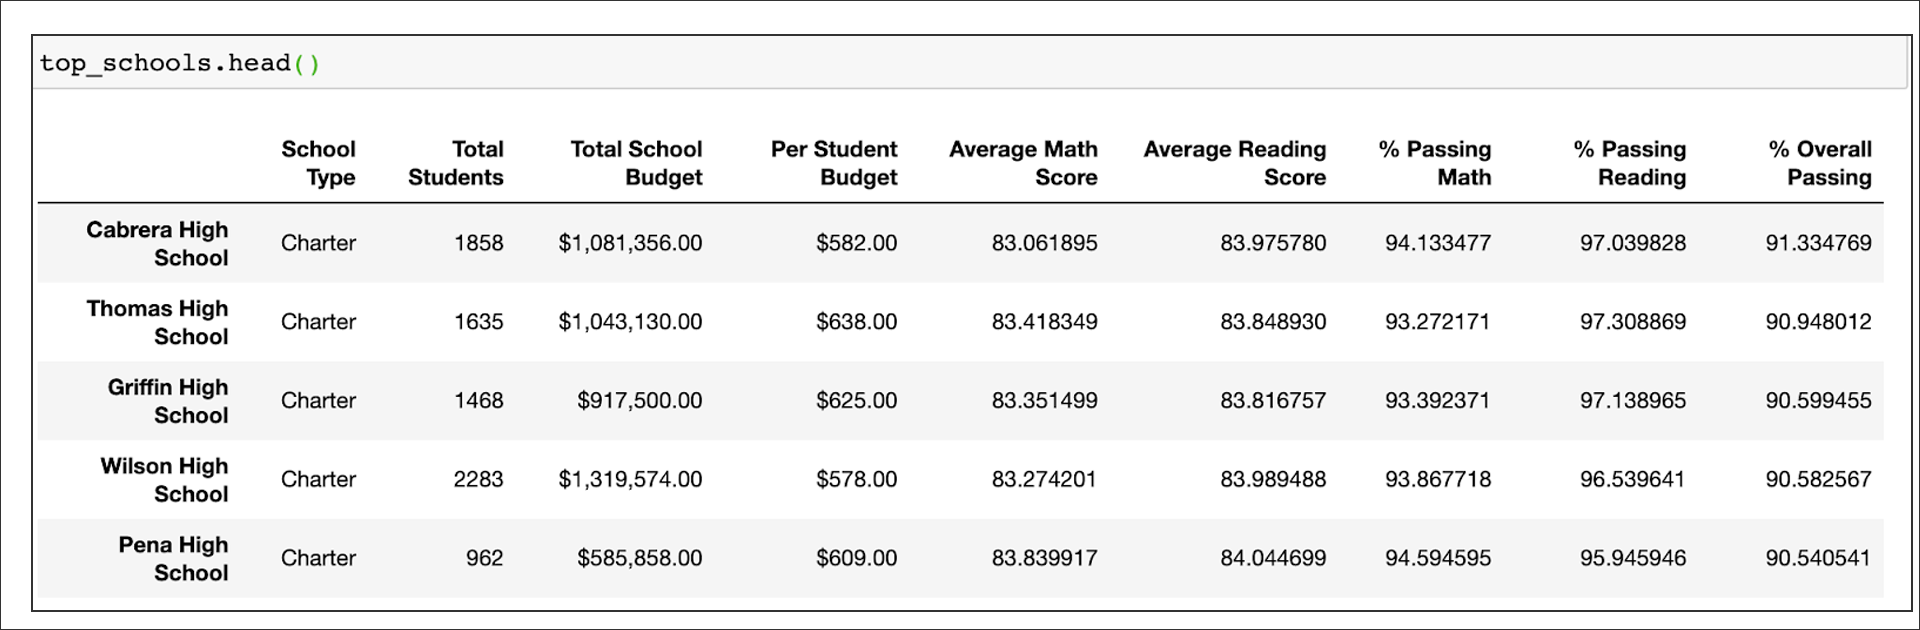 top_schools.head()
School Type Total Students Total School Budget Per Student Budget Average Math Score Average Reading Score % Passing Math % Passing Reading % Overall Passing
Cabrera High School Charter 1858 $1,081,356.00 $582.00 83.061895 83.975780 94.133477 97.039828 91.334769
Thomas High School Charter 1635 $1,043,130.00 $638.00 83.418349 83.848930 93.272171 97.308869 90.948012
Griffin High School Charter 1468 $917,500.00 $625.00 83.351499 83.816757 93.392371 97.138965 90.599455
Wilson High School Charter 2283 $1,319,574.00 $578.00 83.274201 83.989488 93.867718 96.539641 90.582567
Pena High School Charter 962 $585,858.00 $609.00 83.839917 84.044699 94.594595 95.945946 90.540541